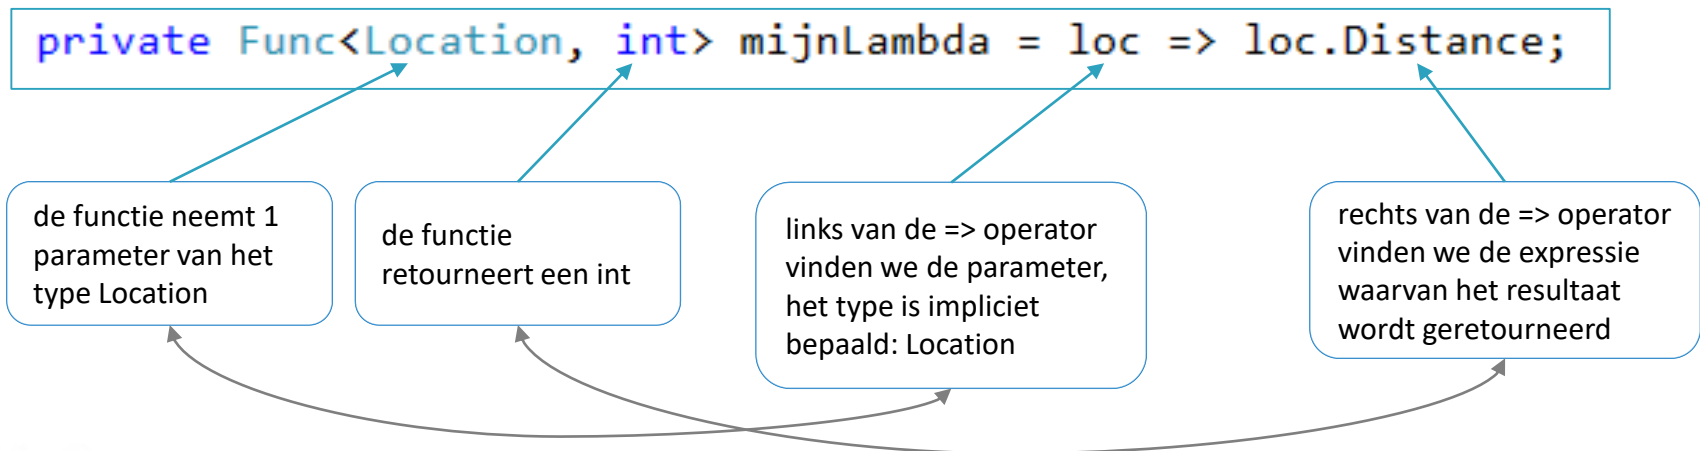 private Func<Location, int> mijnLambda = loc => loc.Distance;
de functie neemt 1
parameter van het
type Location
de functie
retourneert een int
links van de => operator
vinden we de parameter,
het type is impliciet
bepaald: Location
rechts van de => operator
vinden we de expressie
waarvan het resultaat
wordt geretourneerd